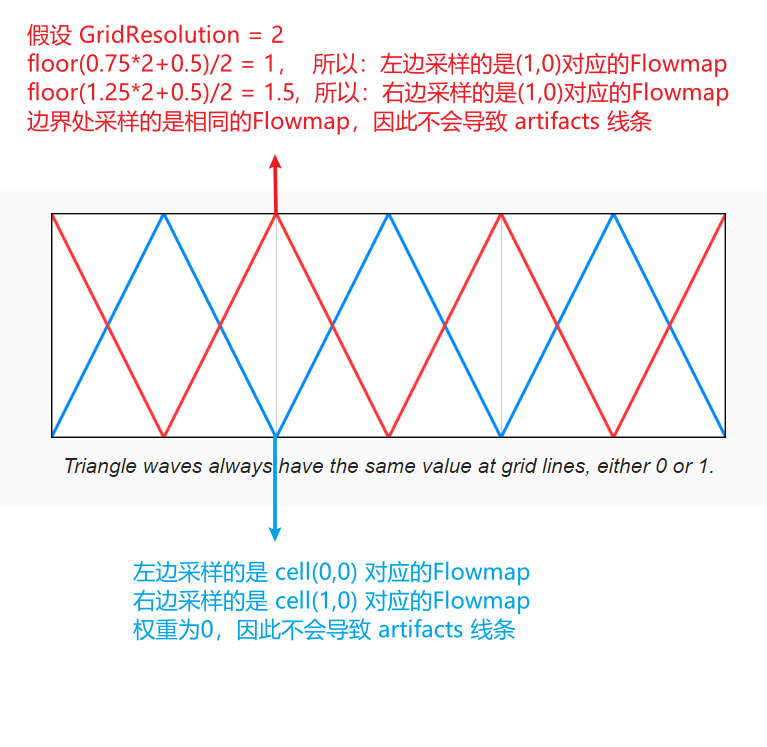 假设 GridResolution = 2
floor(0.75*2+0.5)/2 = 1， 所以：左边采样的是(1,0)对应的Flowmap
floor(1.25*2+0.5)/2 = 1.5, 所以：右边采样的是(1,0)对应的Flowmap
边界处采样的是相同的Flowmap，因此不会导致 artifacts 线条
Triangle waves always have the same value at grid lines, either 0 or 1.
左边采样的是 cell(0,0) 对应的Flowmap
右边采样的是 cell(1,0) 对应的Flowmap
权重为0，因此不会导致 artifacts 线条